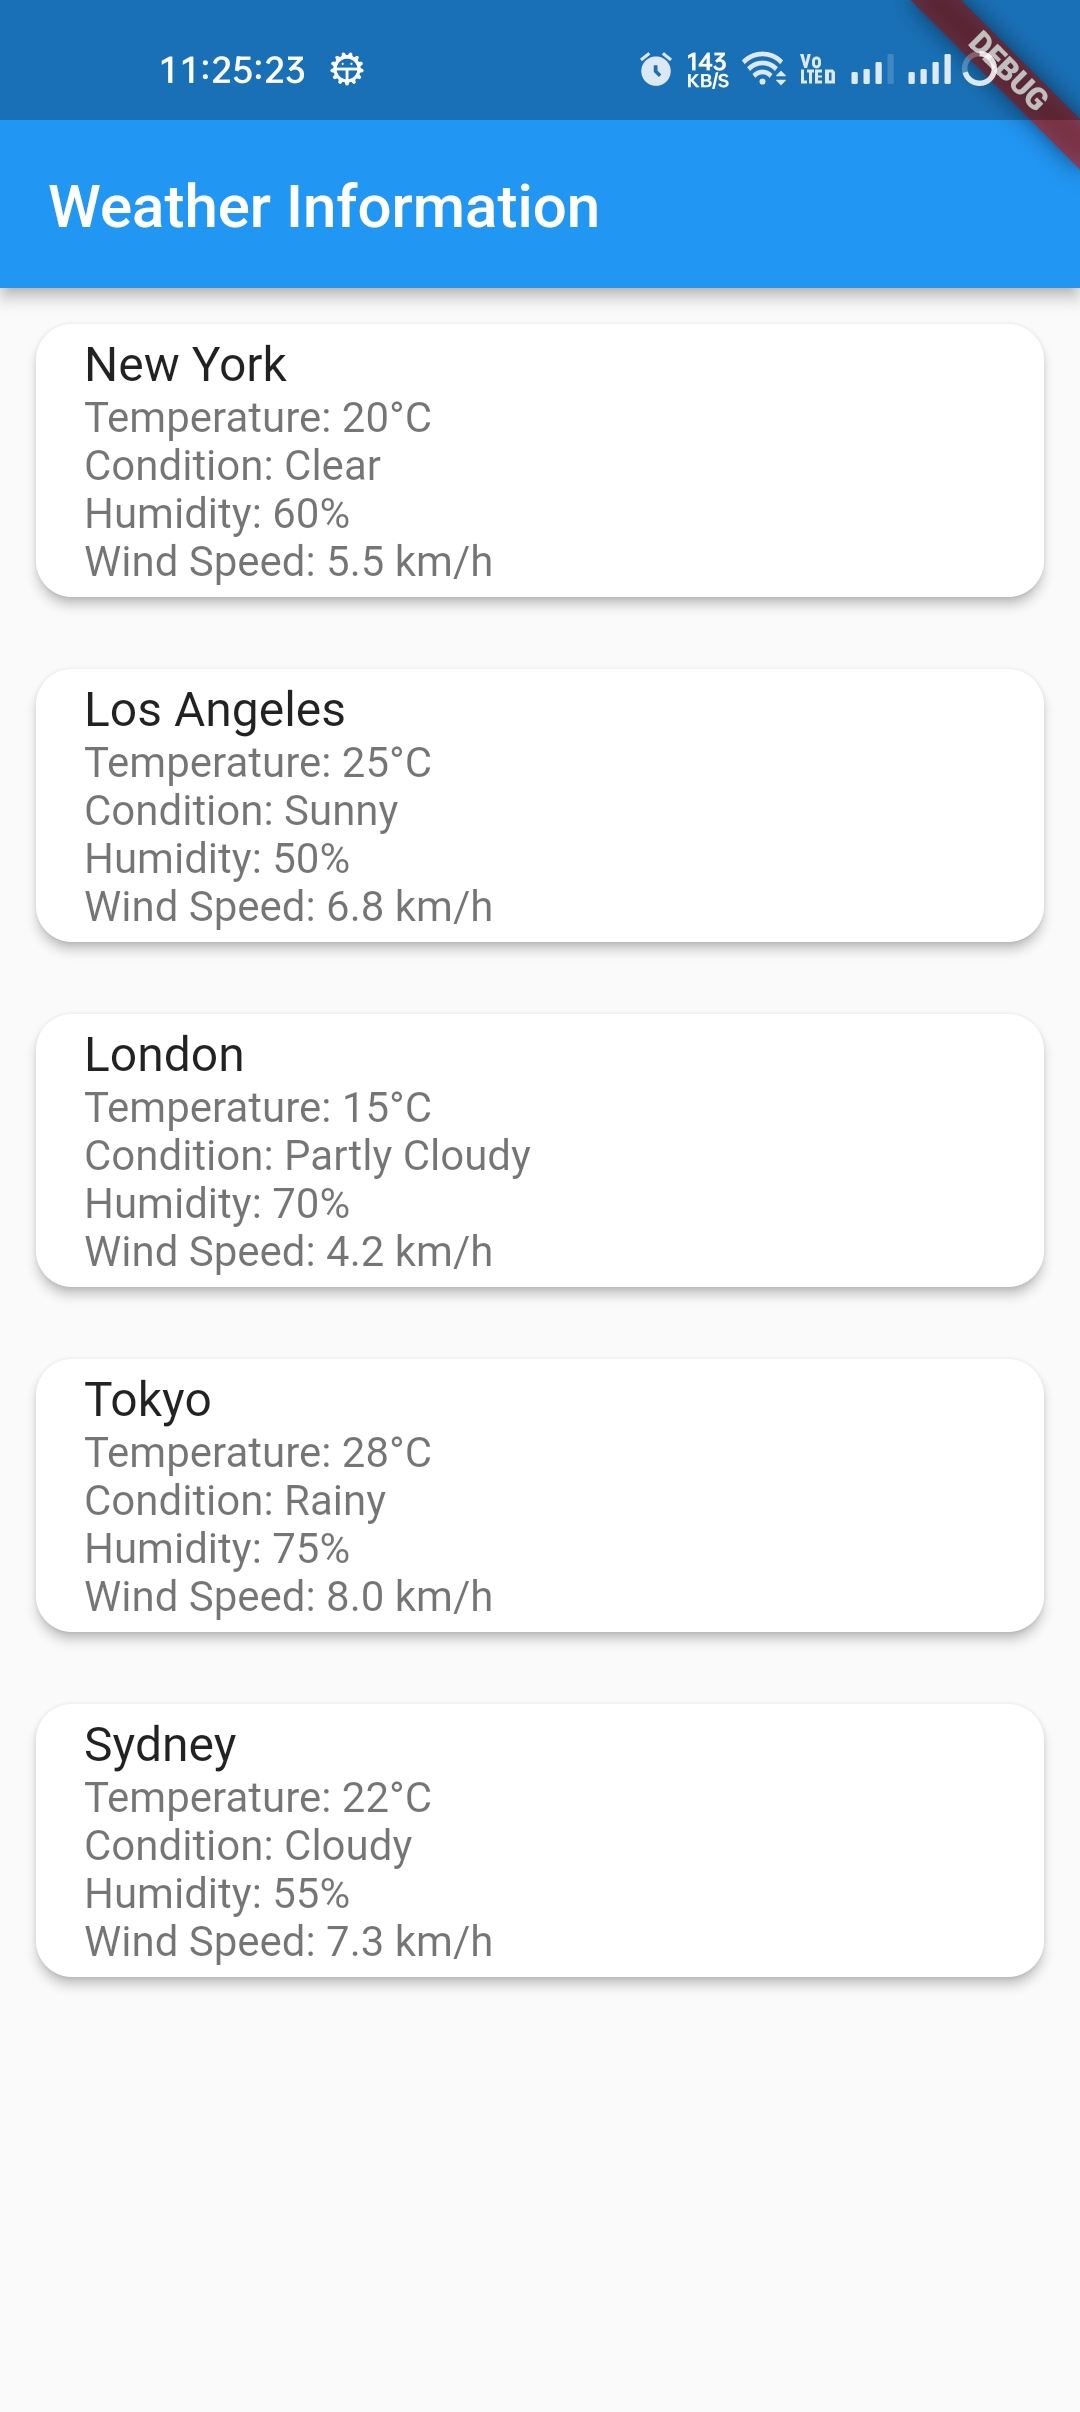 11:25:23
143
KB/S
Vo
LTE D
DEBUG
Weather Information
New York
Temperature: 20°C
Condition: Clear
Humidity: 60%
Wind Speed: 5.5 km/h
Los Angeles
Temperature: 25°C
Condition: Sunny
Humidity: 50%
Wind Speed: 6.8 km/h
London
Temperature: 15°C
Condition: Partly Cloudy
Humidity: 70%
Wind Speed: 4.2 km/h
Tokyo
Temperature: 28°C
Condition: Rainy
Humidity: 75%
Wind Speed: 8.0 km/h
Sydney
Temperature: 22°C
Condition: Cloudy
Humidity: 55%
Wind Speed: 7.3 km/h